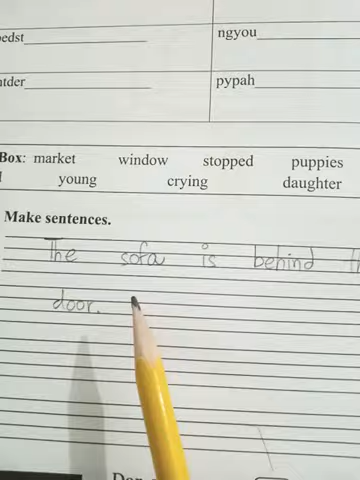 edst
ngyou
tder
pypah
Box: market window stopped puppies
young crying daughter
Make sentences.
The sofa is behind th
door.